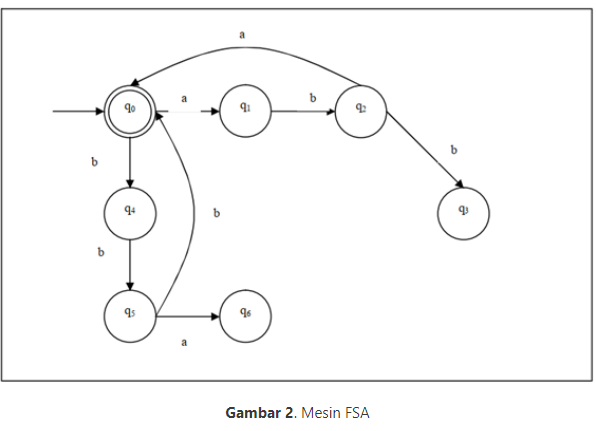 a
q0 a q1 b q2
b b
q4 b q3
b
q5 q6
a
Gambar 2. Mesin FSA